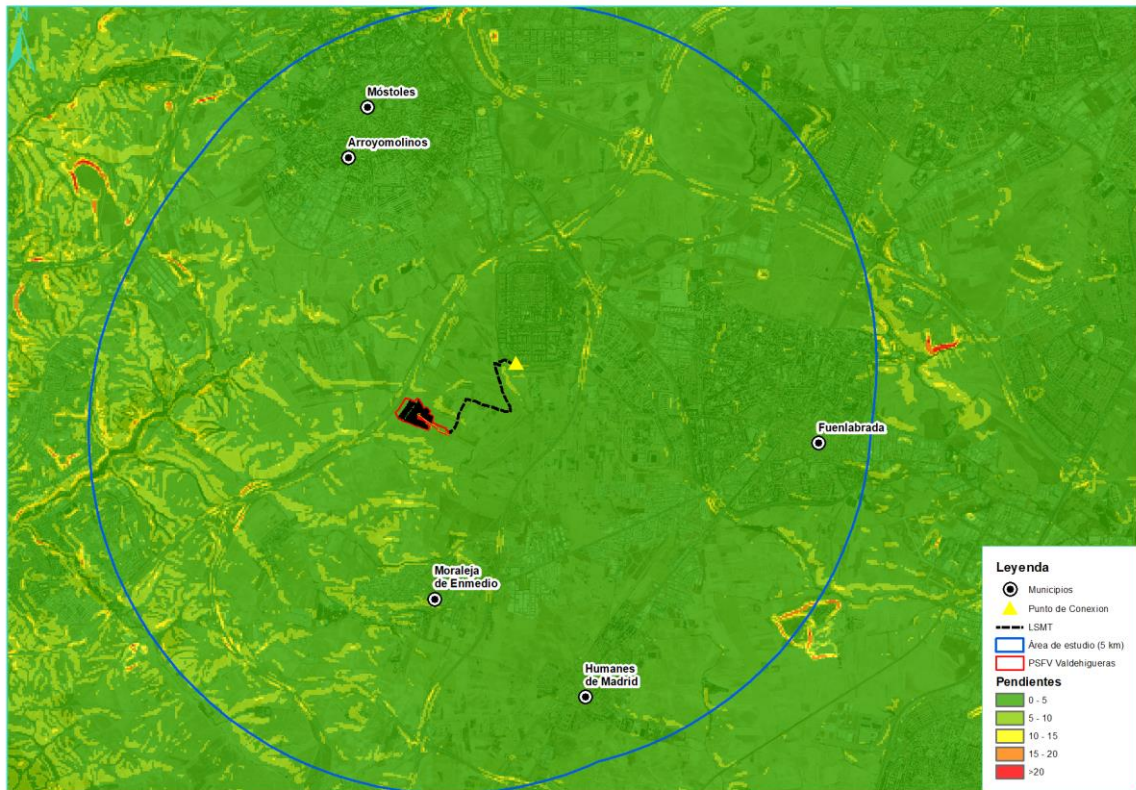 Móstoles
Arroyomolinos
Fuenlabrada
Moraleja
de Enmedio
Humanes
de Madrid
Leyenda
Municipios
Punto de Conexion
LSMT
Área de estudio (5 km)
PSFV Valdehigueras
Pendientes
0 - 5
5 - 10
10 - 15
15 - 20
>20